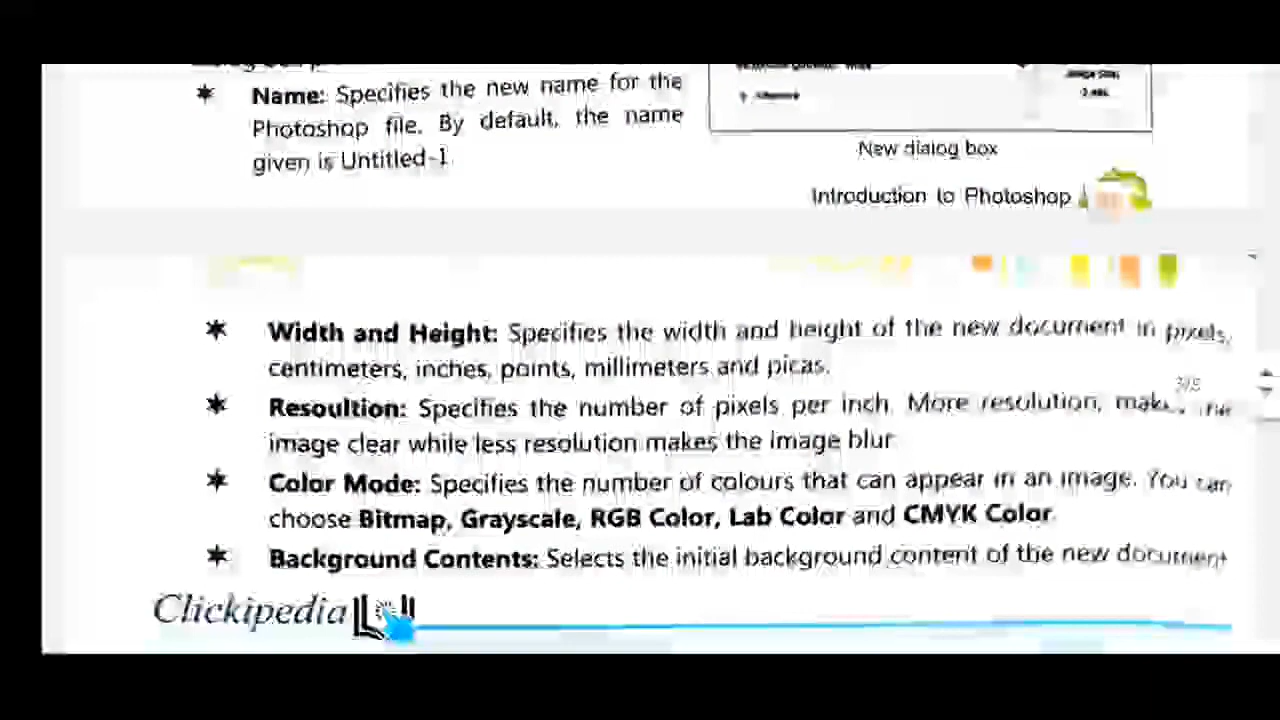 * Name: Specifies the new name for the
Photoshop file. By default, the name
given is Untitled-1
New dialog box
Introduction to Photoshop
* Width and Height: Specifies the width and height of the new document in pixels,
centimeters, inches, points, millimeters and picas.
* Resoultion: Specifies the number of pixels per inch. More resolution, makes the
image clear while less resolution makes the image blur
* Color Mode: Specifies the number of colours that can appear in an image. You can
choose Bitmap, Grayscale, RGB Color, Lab Color and CMYK Color.
* Background Contents: Selects the initial background content of the new document
Clickipedia